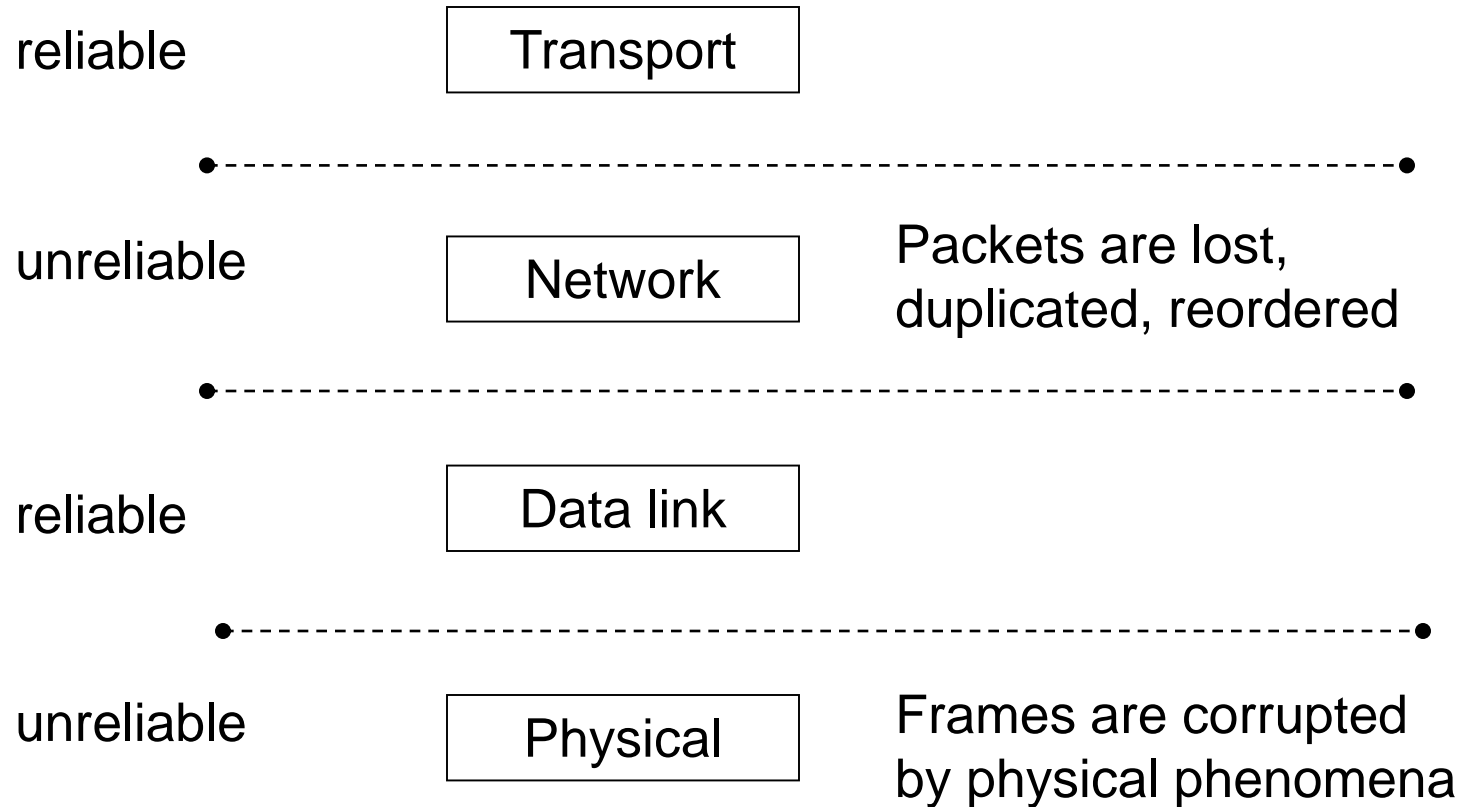 reliable
Transport
unreliable
Network
Packets are lost,
duplicated, reordered
reliable
Data link
unreliable
Physical
Frames are corrupted
by physical phenomena